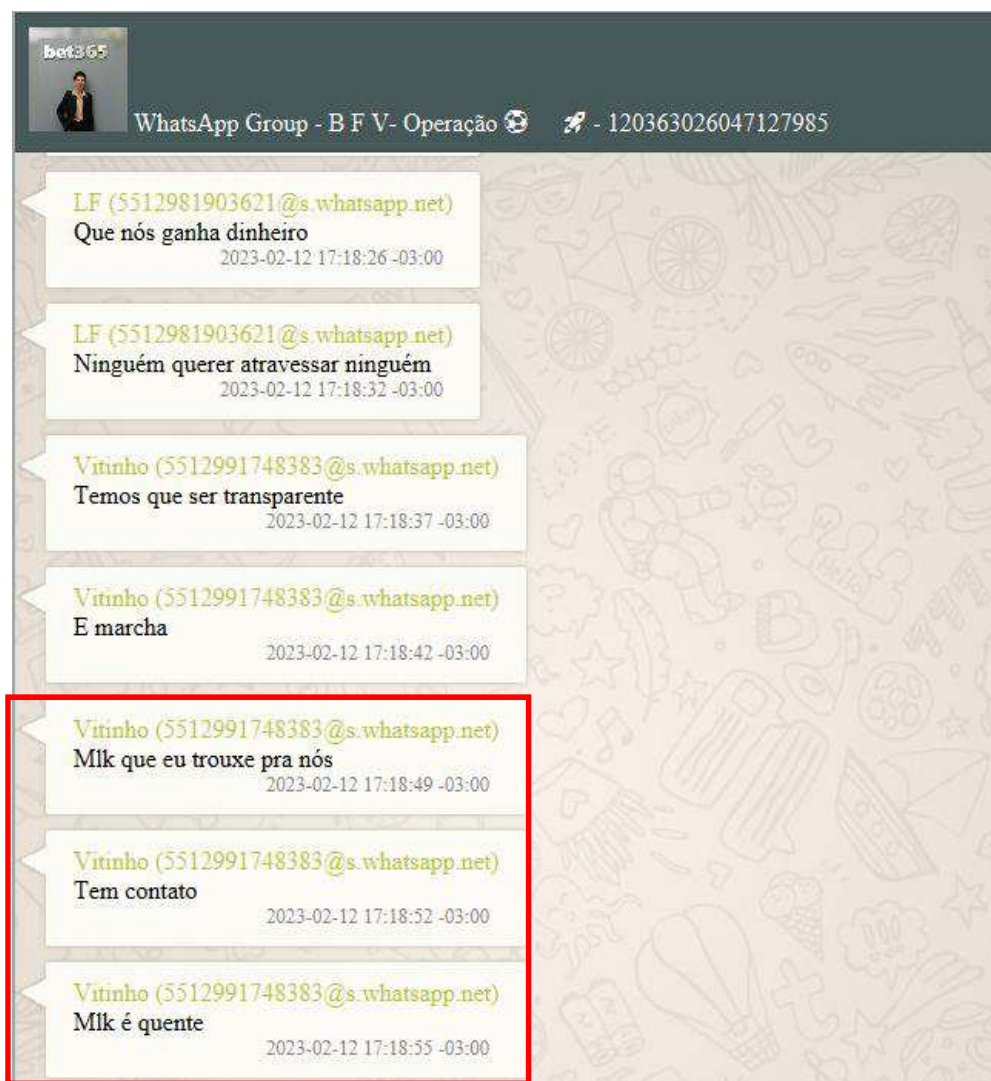 bet365
WhatsApp Group - B F V- Operação ⚽ 🚀 - 120363026047127985
LF (5512981903621@s.whatsapp.net)
Que nós ganha dinheiro
2023-02-12 17:18:26 -03:00
LF (5512981903621@s.whatsapp.net)
Ninguém querer atravessar ninguém
2023-02-12 17:18:32 -03:00
Vitinho (5512991748383@s.whatsapp.net)
Temos que ser transparente
2023-02-12 17:18:37 -03:00
Vitinho (5512991748383@s.whatsapp.net)
E marcha
2023-02-12 17:18:42 -03:00
Vitinho (5512991748383@s.whatsapp.net)
Mlk que eu trouxe pra nós
2023-02-12 17:18:49 -03:00
Vitinho (5512991748383@s.whatsapp.net)
Tem contato
2023-02-12 17:18:52 -03:00
Vitinho (5512991748383@s.whatsapp.net)
Mlk é quente
2023-02-12 17:18:55 -03:00